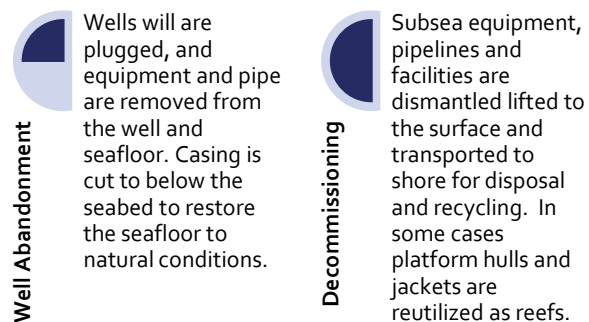 Well Abandonment
Wells will are
plugged, and
equipment and pipe
are removed from
the well and
seafloor. Casing is
cut to below the
seabed to restore
the seafloor to
natural conditions.
Decommissioning
Subsea equipment,
pipelines and
facilities are
dismantled lifted to
the surface and
transported to
shore for disposal
and recycling. In
some cases
platform hulls and
jackets are
reutilized as reefs.